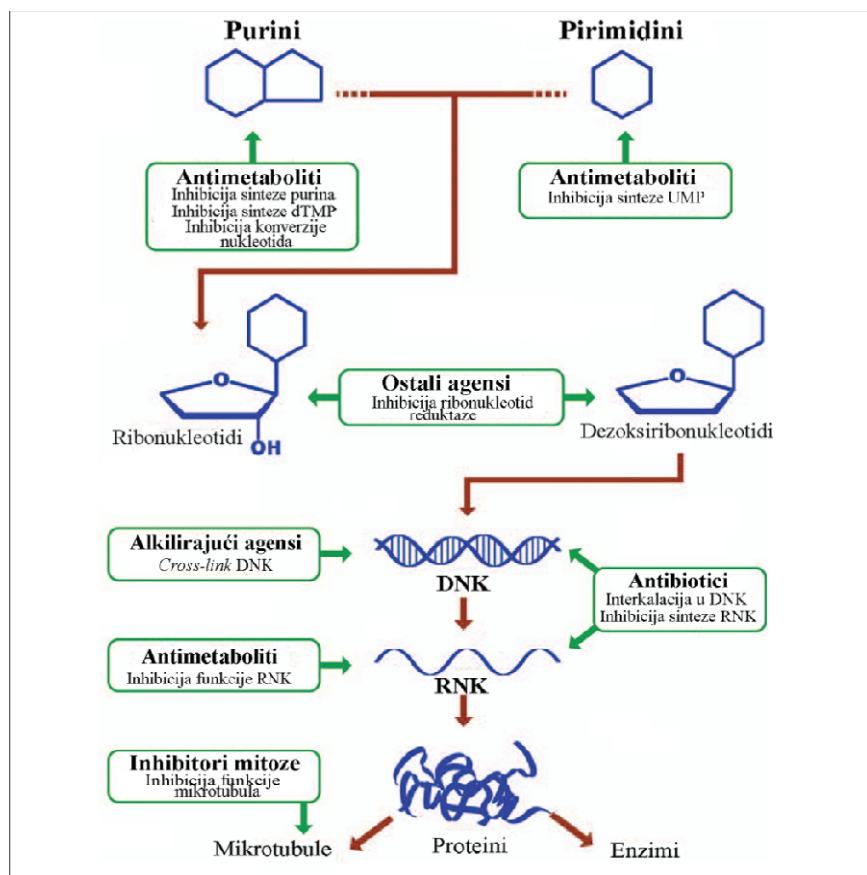 Purini
Pirimidini
Antimetaboliti
Inhibicija sinteze purina
Inhibicija sinteze dTMP
Inhibicija konverzije
nukleotida
Antimetaboliti
Inhibicija sinteze UMP
O
OH
Ribonukleotidi
Ostali agensi
Inhibicija ribonukleotid
reduktaze
O
Dezoksiribonukleotidi
Alkilirajući agensi
Cross-link DNK
DNK
Antibiotici
Interkalacija u DNK
Inhibicija sinteze RNK
Antimetaboliti
Inhibicija funkcije RNK
RNK
Inhibitori mitoze
Inhibicija funkcije
mikrotubula
Mikrotubule
Proteini
Enzimi